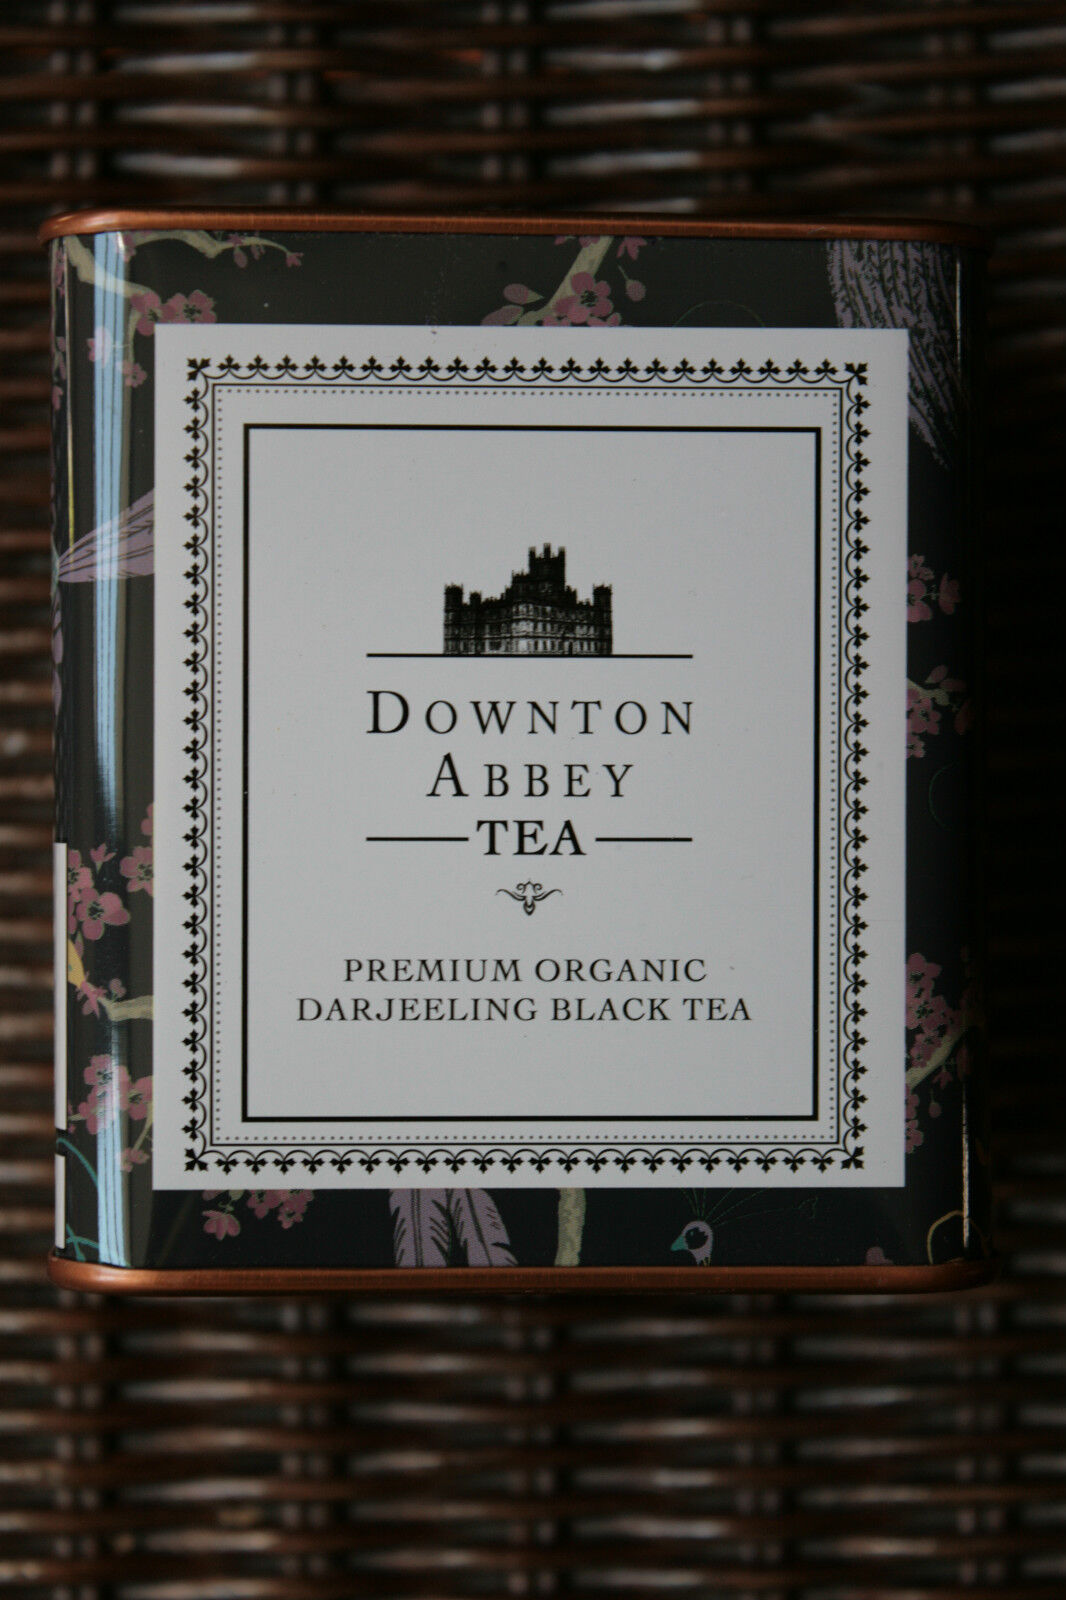 DOWNTON
ABBEY
TEA
PREMIUM ORGANIC
DARJEELING BLACK TEA